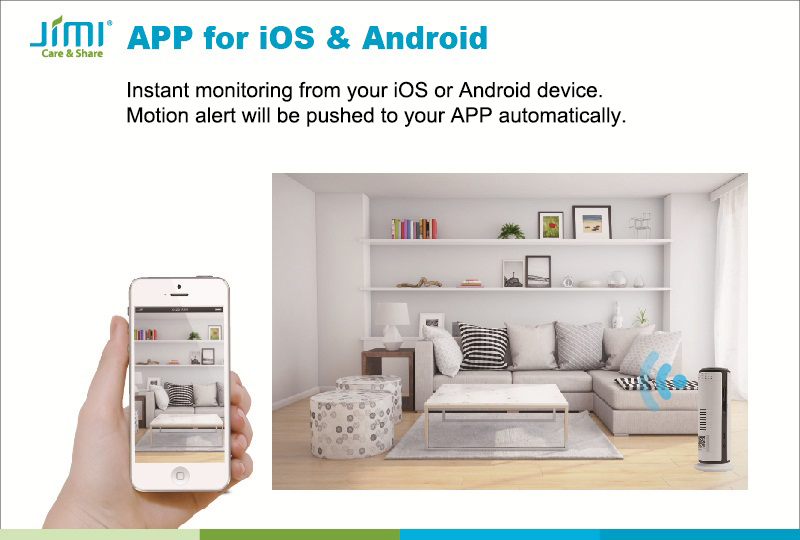 JiMi®
Care & Share
APP for iOS & Android
Instant monitoring from your iOS or Android device.
Motion alert will be pushed to your APP automatically.